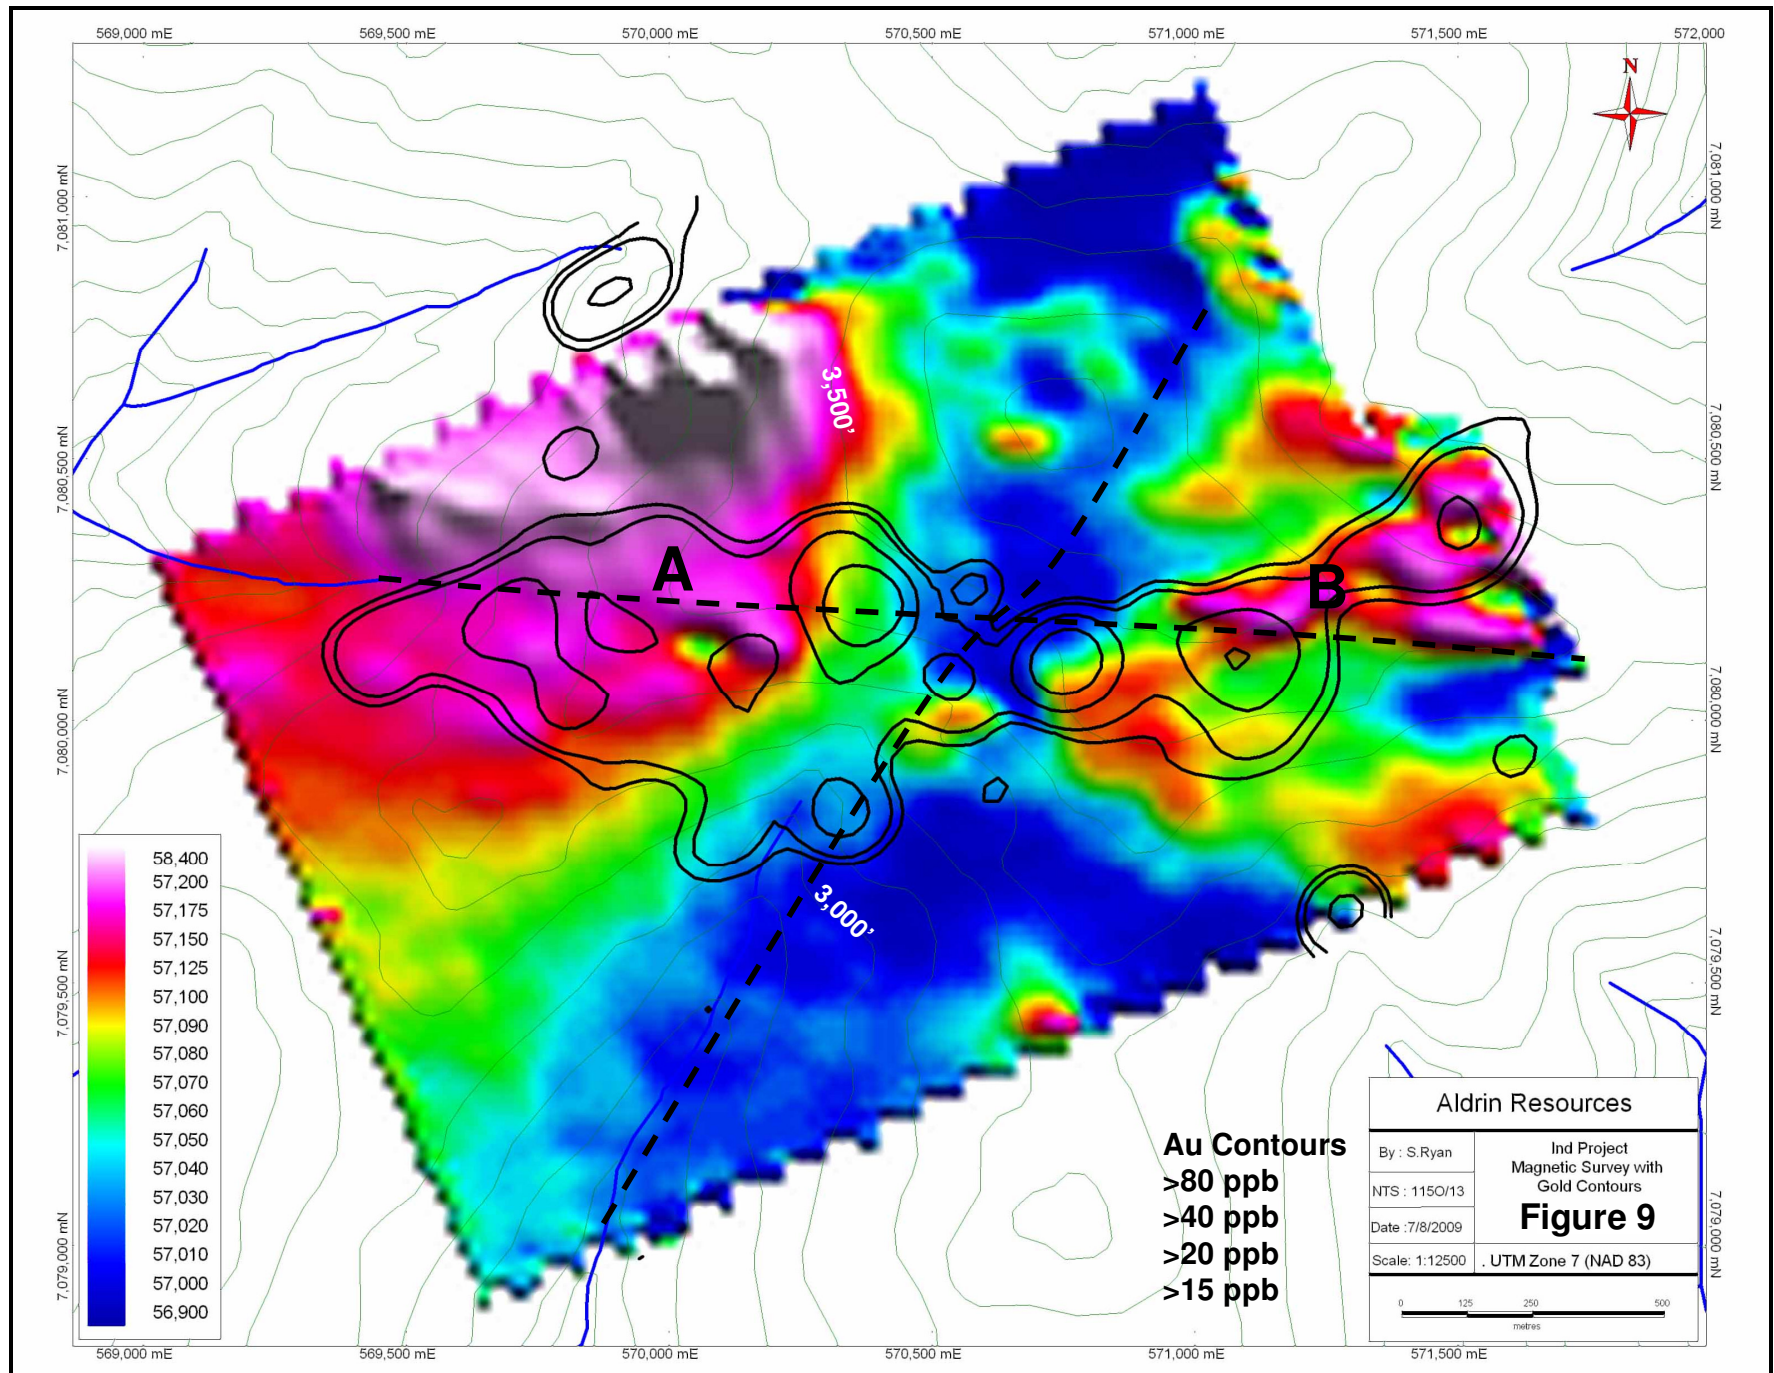 569,000 mE
569,500 mE
570,000 mE
570,500 mE
571,000 mE
571,500 mE
572,000
N
7,081,000 mN
7,080,500 mN
7,080,000 mN
7,079,500 mN
7,079,000 mN
7,081,000 mN
7,080,500 mN
7,080,000 mN
7,079,500 mN
7,079,000 mN
3,500'
A
B
3,000'
58,400
57,200
57,175
57,150
57,125
57,100
57,090
57,080
57,070
57,060
57,050
57,040
57,030
57,020
57,010
57,000
56,900
Au Contours
>80 ppb
>40 ppb
>20 ppb
>15 ppb
Aldrin Resources
By : S.Ryan
NTS : 115O/13
Date :7/8/2009
Scale: 1:12500
Ind Project
Magnetic Survey with
Gold Contours
Figure 9
. UTM Zone 7 (NAD 83)
0 125 250 500
metres
569,000 mE
569,500 mE
570,000 mE
570,500 mE
571,000 mE
571,500 mE